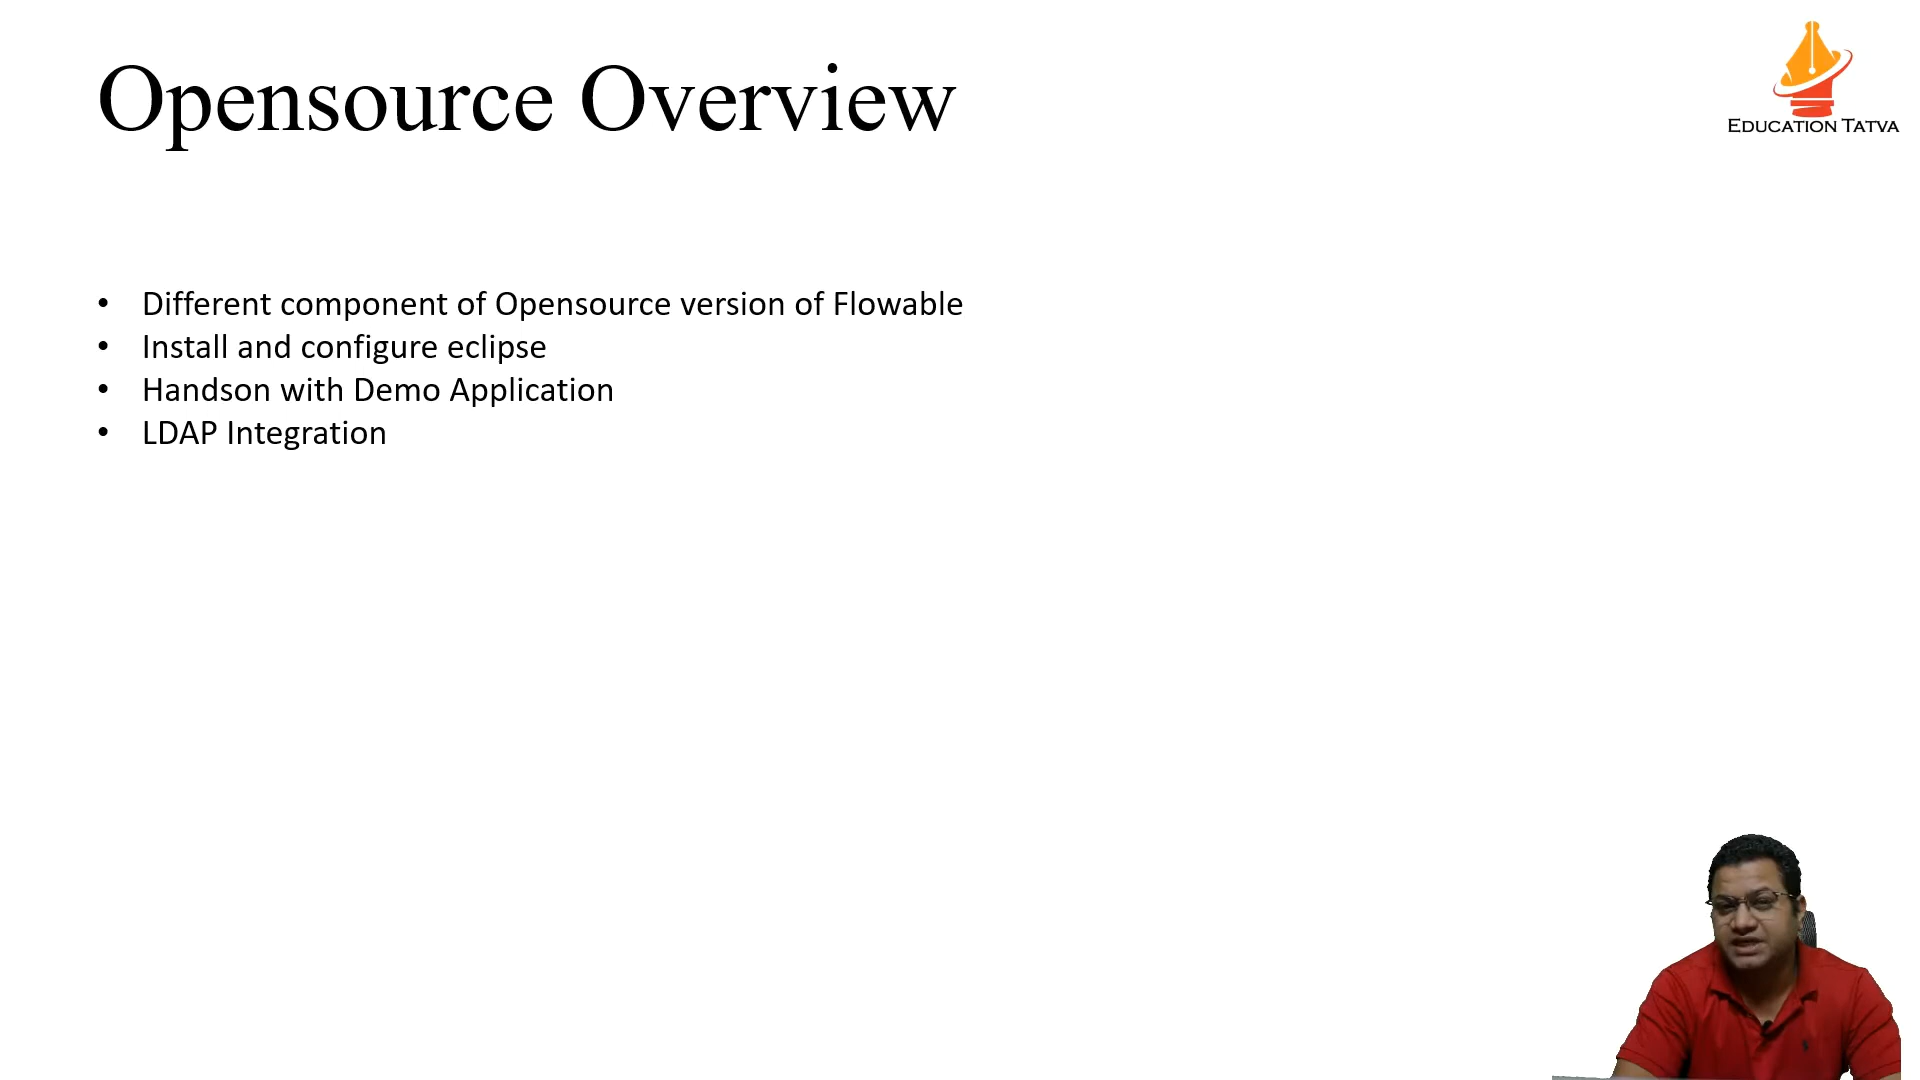 Opensource Overview
EDUCATION TATVA
• Different component of Opensource version of Flowable
• Install and configure eclipse
• Handson with Demo Application
• LDAP Integration